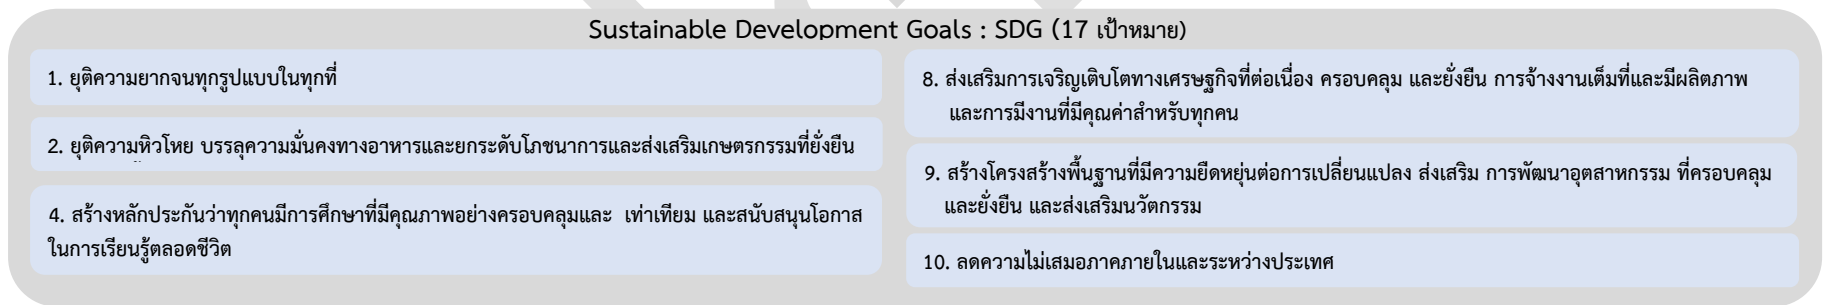 Sustainable Development Goals : SDG (17 เป้าหมาย)
1. ยุติความยากจนทุกรูปแบบในทุกที่
2. ยุติความหิวโหย บรรลุความมั่นคงทางอาหารและยกระดับโภชนาการและส่งเสริมเกษตรกรรมที่ยั่งยืน
4. สร้างหลักประกันว่าทุกคนมีการศึกษาที่มีคุณภาพอย่างครอบคลุมและ เท่าเทียม และสนับสนุนโอกาส
ในการเรียนรู้ตลอดชีวิต
8. ส่งเสริมการเจริญเติบโตทางเศรษฐกิจที่ต่อเนื่อง ครอบคลุม และยั่งยืน การจ้างงานเต็มที่และมีผลิตภาพ
และการมีงานที่มีคุณค่าสำหรับทุกคน
9. สร้างโครงสร้างพื้นฐานที่มีความยืดหยุ่นต่อการเปลี่ยนแปลง ส่งเสริม การพัฒนาอุตสาหกรรม ที่ครอบคลุม
และยั่งยืน และส่งเสริมนวัตกรรม
10. ลดความไม่เสมอภาคภายในและระหว่างประเทศ